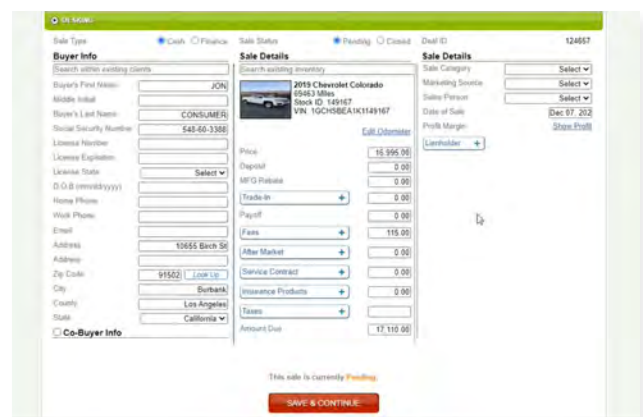 Sale Type
Cash
Finance
Sale Status
Pending
Closed
Deal ID
124657
Buyer Info
Search within existing clients
Buyer's First Name
JON
Middle Initial
Buyer's Last Name
CONSUMER
Social Security Number
548-60-3388
License Number
License Expiration
License State
Select
D.O.B (mm/dd/yyyy)
Home Phone
Work Phone
Email
Address
10655 Birch St
Address
Zip Code
91502
Look Up
City
Burbank
County
Los Angeles
State
California
Co-Buyer Info
Sale Details
Search existing inventory
2019 Chevrolet Colorado
69463 Miles
Stock ID: 149167
VIN: 1GCHSBEA1K1149167
Edit Odometer
Price
16,995.00
Deposit
0.00
MFG Rebate
0.00
Trade-In +
0.00
Payoff
0.00
Fees +
115.00
After Market +
0.00
Service Contract +
0.00
Insurance Products +
0.00
Taxes +
Amount Due
17,110.00
Sale Details
Sale Category
Select
Marketing Source
Select
Sales Person
Select
Date of Sale
Dec 07, 202
Profit Margin
Show Profit
Lienholder +
This sale is currently Pending.
SAVE & CONTINUE